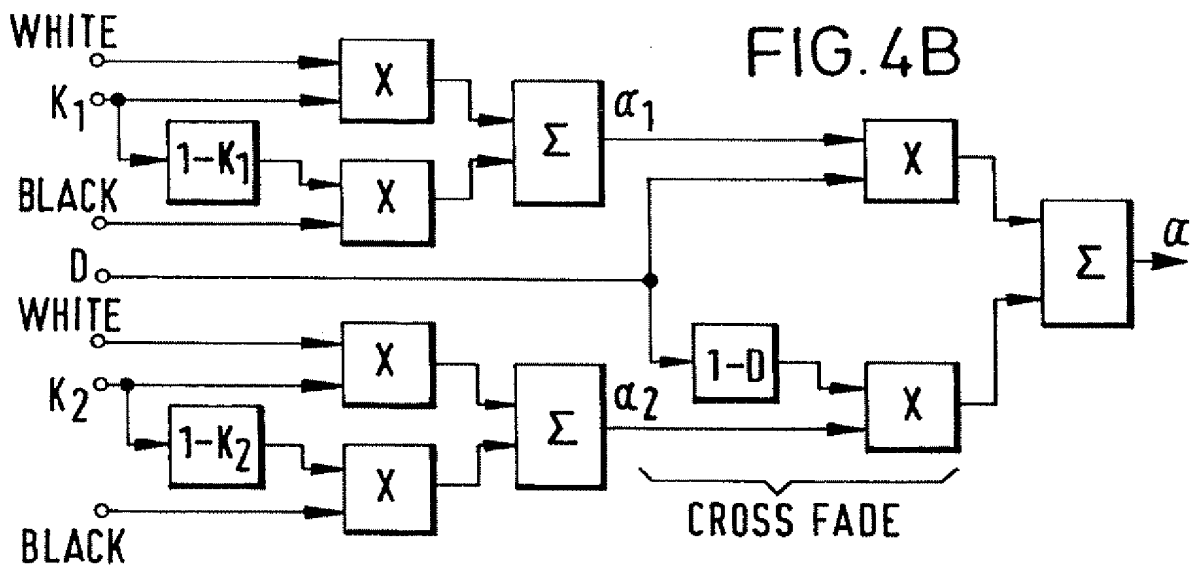 WHITE
FIG. 4B
K1
X
α1
1-K1
Σ
X
BLACK
X
D
Σ
α
WHITE
X
1-D
K2
α2
X
1-K2
Σ
X
BLACK
CROSS FADE